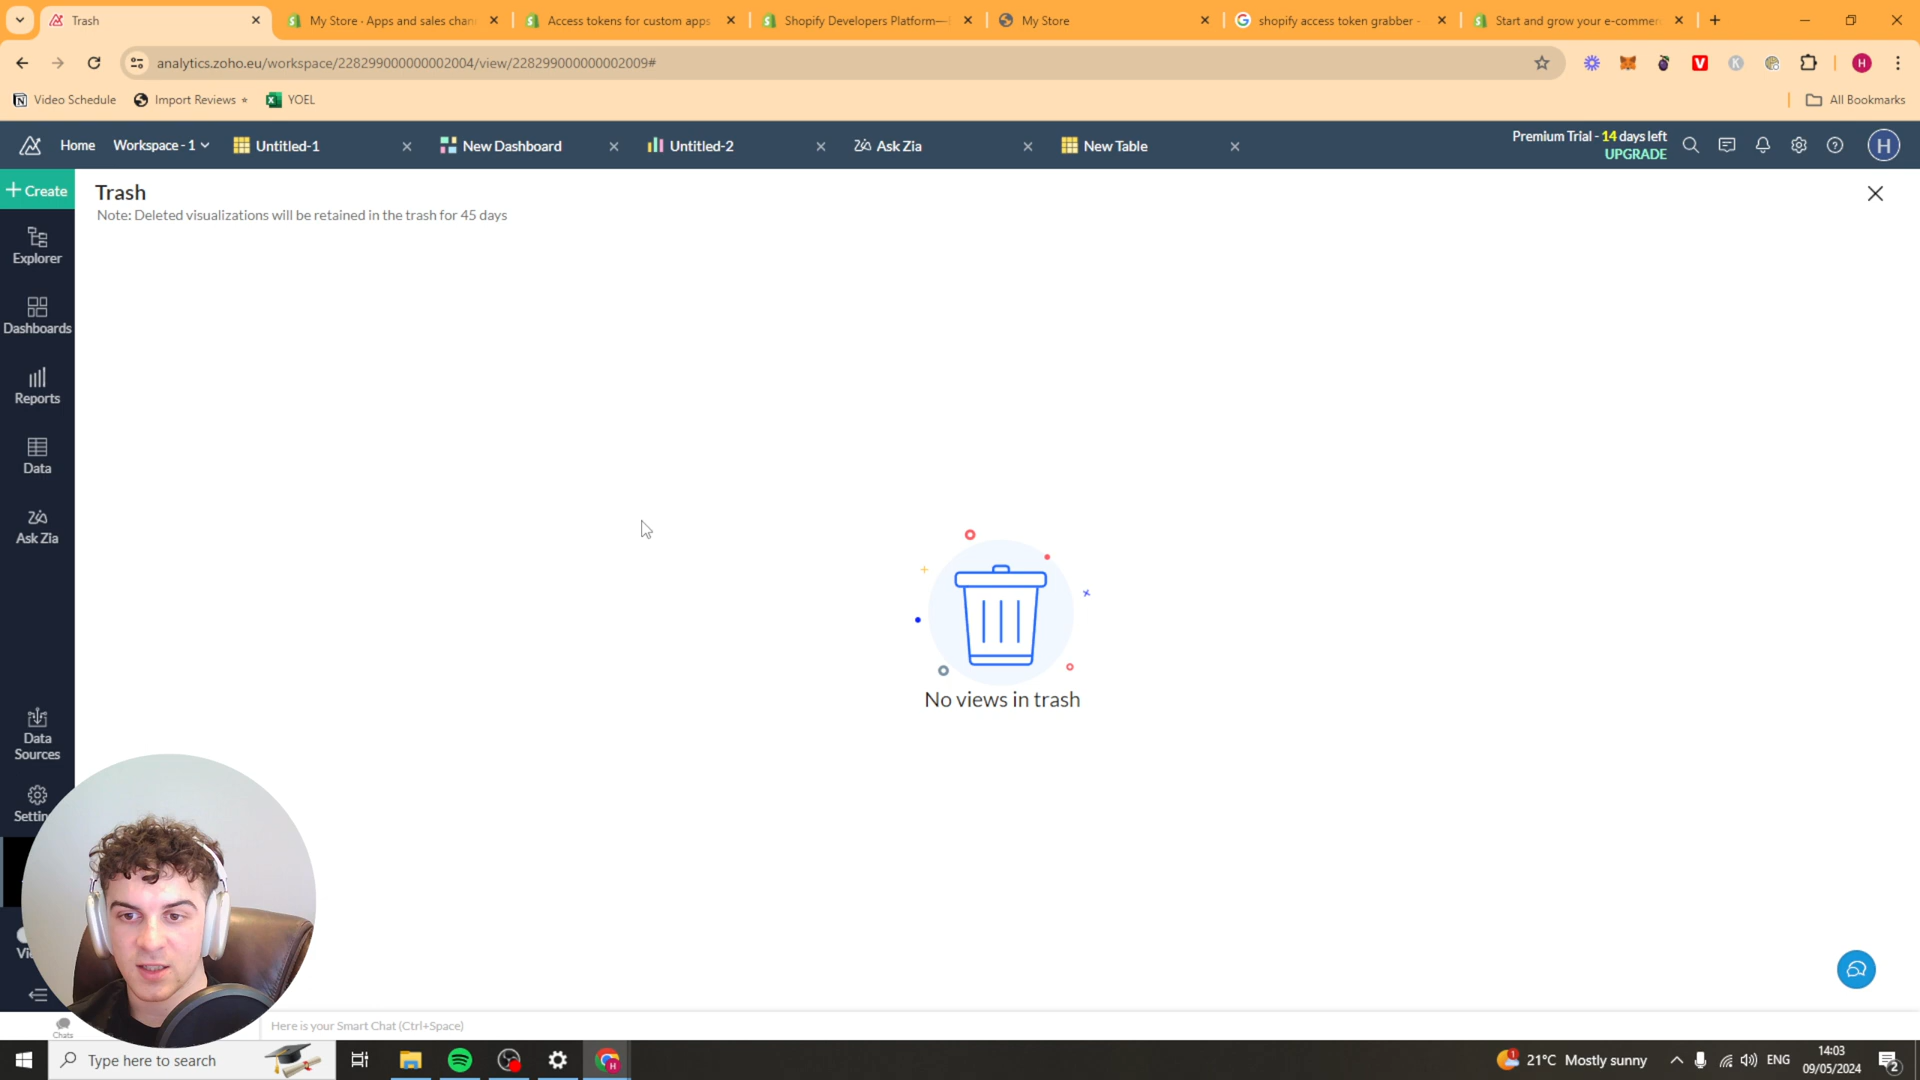 Trash
My Store · Apps and sales chan
Access tokens for custom apps
Shopify Developers Platform—
My Store
shopify access token grabber -
Start and grow your e-commer
analytics.zoho.eu/workspace/228299000000002004/view/228299000000002009#
Video Schedule
Import Reviews
YOEL
All Bookmarks
Home
Workspace - 1
Untitled-1
New Dashboard
Untitled-2
Ask Zia
New Table
Premium Trial - 14 days left
UPGRADE
H
+ Create
Trash
Note: Deleted visualizations will be retained in the trash for 45 days
Explorer
Dashboards
Reports
Data
Ask Zia
No views in trash
Data
Sources
Settin
Chats
Here is your Smart Chat (Ctrl+Space)
Type here to search
21°C Mostly sunny
ENG
14:03
09/05/2024
2